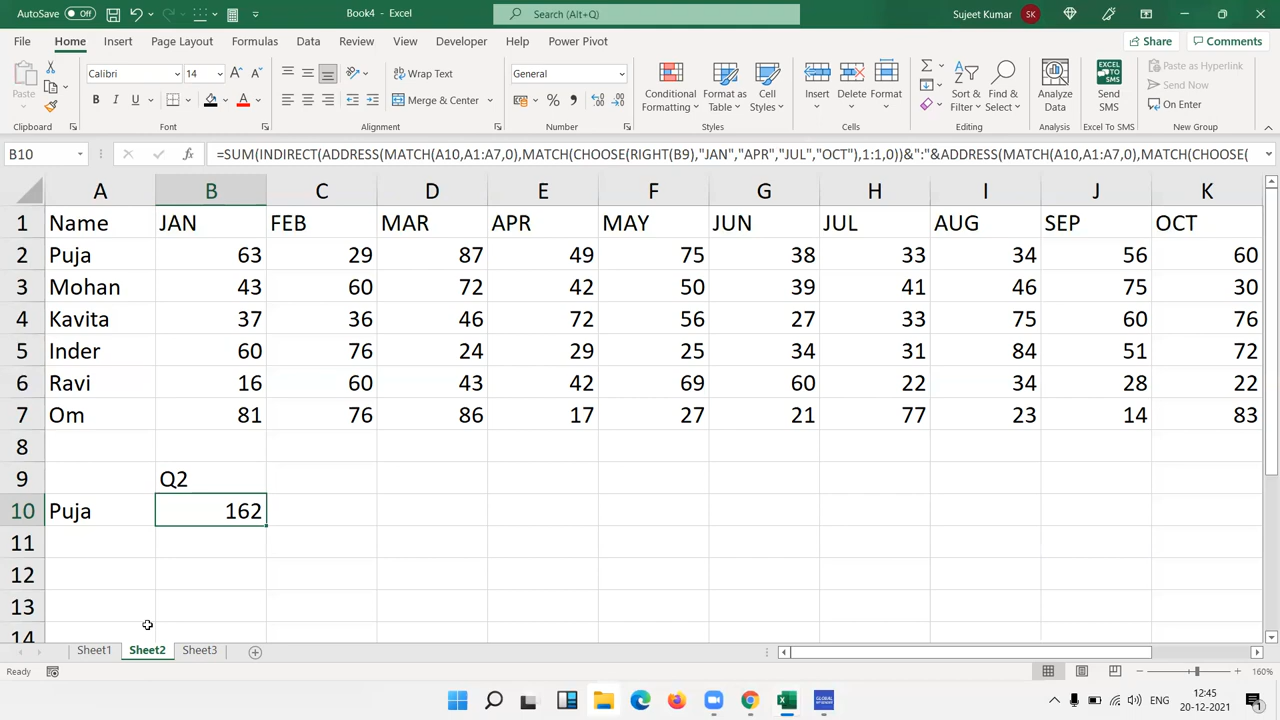 AutoSave Off Book4 - Excel Search (Alt+Q) Sujeet Kumar SK
File Home Insert Page Layout Formulas Data Review View Developer Help Power Pivot Share Comments
Paste Calibri 14 Wrap Text General Conditional Formatting Format as Table Cell Styles Insert Delete Format Sort & Filter Find & Select Analyze Data Send SMS Paste as Hyperlink
B I U Merge & Center Send Now
On Enter
Clipboard Font Alignment Number Styles Cells Editing Analysis Excel To SMS New Group
B10 fx =SUM(INDIRECT(ADDRESS(MATCH(A10,A1:A7,0),MATCH(CHOOSE(RIGHT(B9),"JAN","APR","JUL","OCT"),1:1,0))&":"&ADDRESS(MATCH(A10,A1:A7,0),MATCH(CHOOSE(
A B C D E F G H I J K
1 Name JAN FEB MAR APR MAY JUN JUL AUG SEP OCT
2 Puja 63 29 87 49 75 38 33 34 56 60
3 Mohan 43 60 72 42 50 39 41 46 75 30
4 Kavita 37 36 46 72 56 27 33 75 60 76
5 Inder 60 76 24 29 25 34 31 84 51 72
6 Ravi 16 60 43 42 69 60 22 34 28 22
7 Om 81 76 86 17 27 21 77 23 14 83
8
9 Q2
10 Puja 162
11
12
13
14
Sheet1 Sheet2 Sheet3
Ready 160%
ENG 12:45
20-12-2021